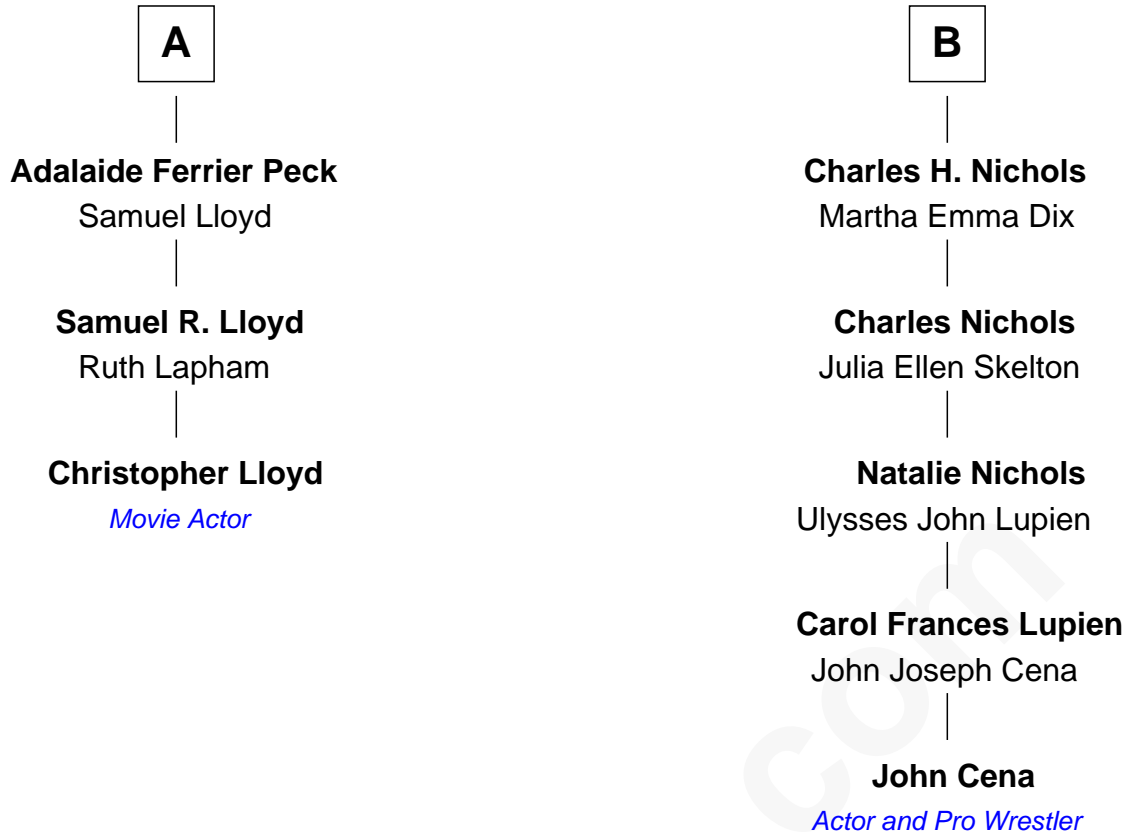 A
Adalaide Ferrier Peck
Samuel Lloyd
Samuel R. Lloyd
Ruth Lapham
Christopher Lloyd
Movie Actor
B
Charles H. Nichols
Martha Emma Dix
Charles Nichols
Julia Ellen Skelton
Natalie Nichols
Ulysses John Lupien
Carol Frances Lupien
John Joseph Cena
John Cena
Actor and Pro Wrestler
com